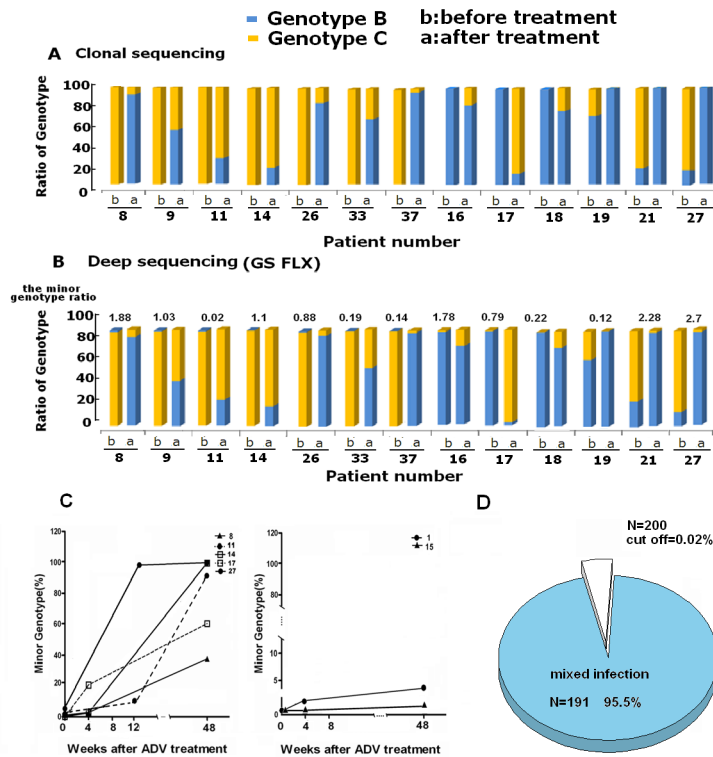 Genotype B b:before treatment
Genotype C a:after treatment
A Clonal sequencing
Ratio of Genotype
100
80
60
40
20
0
b a b a b a b a b a b a b a b a b a b a b a b a b a
8 9 11 14 26 33 37 16 17 18 19 21 27
Patient number
B Deep sequencing (GS FLX)
the minor
genotype ratio
1.88 1.03 0.02 1.1 0.88 0.19 0.14 1.78 0.79 0.22 0.12 2.28 2.7
Ratio of Genotype
100
80
60
40
20
0
b a b a b a b a b a b a b a b a b a b a b a b a b a
8 9 11 14 26 33 37 16 17 18 19 21 27
Patient number
C
Minor Genotype(%)
120
100
80
60
40
20
0
8
11
14
17
27
0 4 8 12 48
Weeks after ADV treatment
Minor Genotype(%)
120
100
80
10
5
0
1
15
0 4 8 48
Weeks after ADV treatment
D
N=200
cut off=0.02%
mixed infection
N=191 95.5%